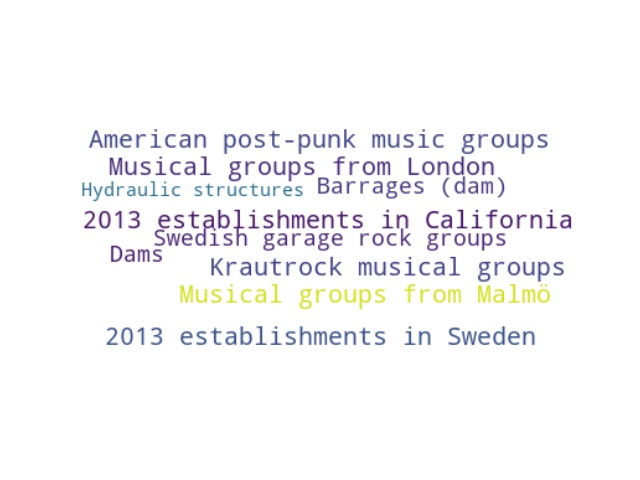 American post-punk music groups
Musical groups from London
Hydraulic structures Barrages (dam)
2013 establishments in California
Swedish garage rock groups
Dams
Krautrock musical groups
Musical groups from Malmö
2013 establishments in Sweden